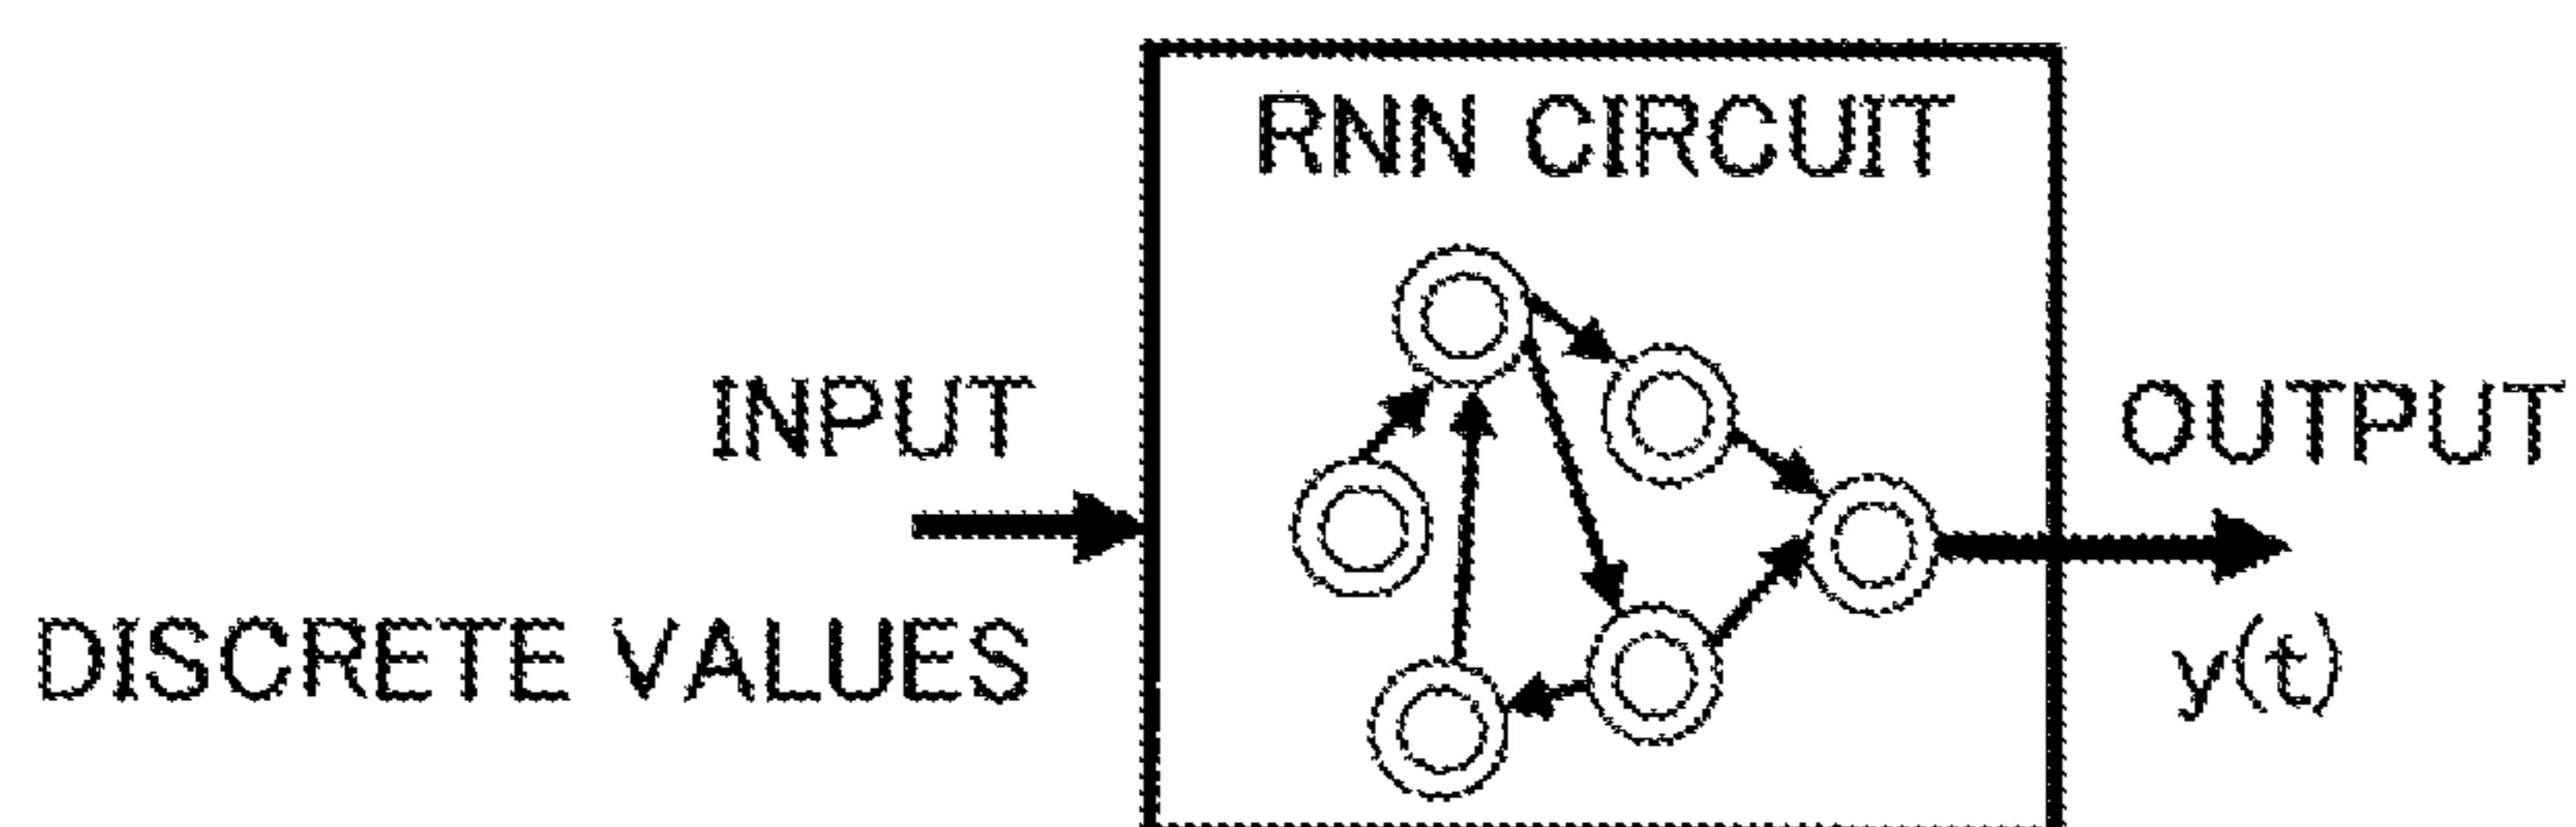 RNN CIRCUIT
INPUT
OUTPUT
DISCRETE VALUES
y(t)